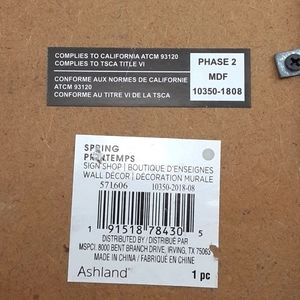 COMPLIES TO CALIFORNIA ATCM 93120
COMPLIES TO TSCA TITLE VI
CONFORME AUX NORMES DE CALIFORNIE
ATCM 93120
CONFORME AU TITRE VI DE LA TSCA
PHASE 2
MDF
10350-1808
SPRING
PRINTEMPS
SIGN SHOP | BOUTIQUE D'ENSEIGNES
WALL DÉCOR | DÉCORATION MURALE
571606 10350-2018-08
1 91518 78430 5
DISTRIBUTED BY / DISTRIBUÉ PAR
MSPCI, 8000 BENT BRANCH DRIVE, IRVING, TX 75063
MADE IN CHINA / FABRIQUÉ EN CHINE
Ashland® 1 pc